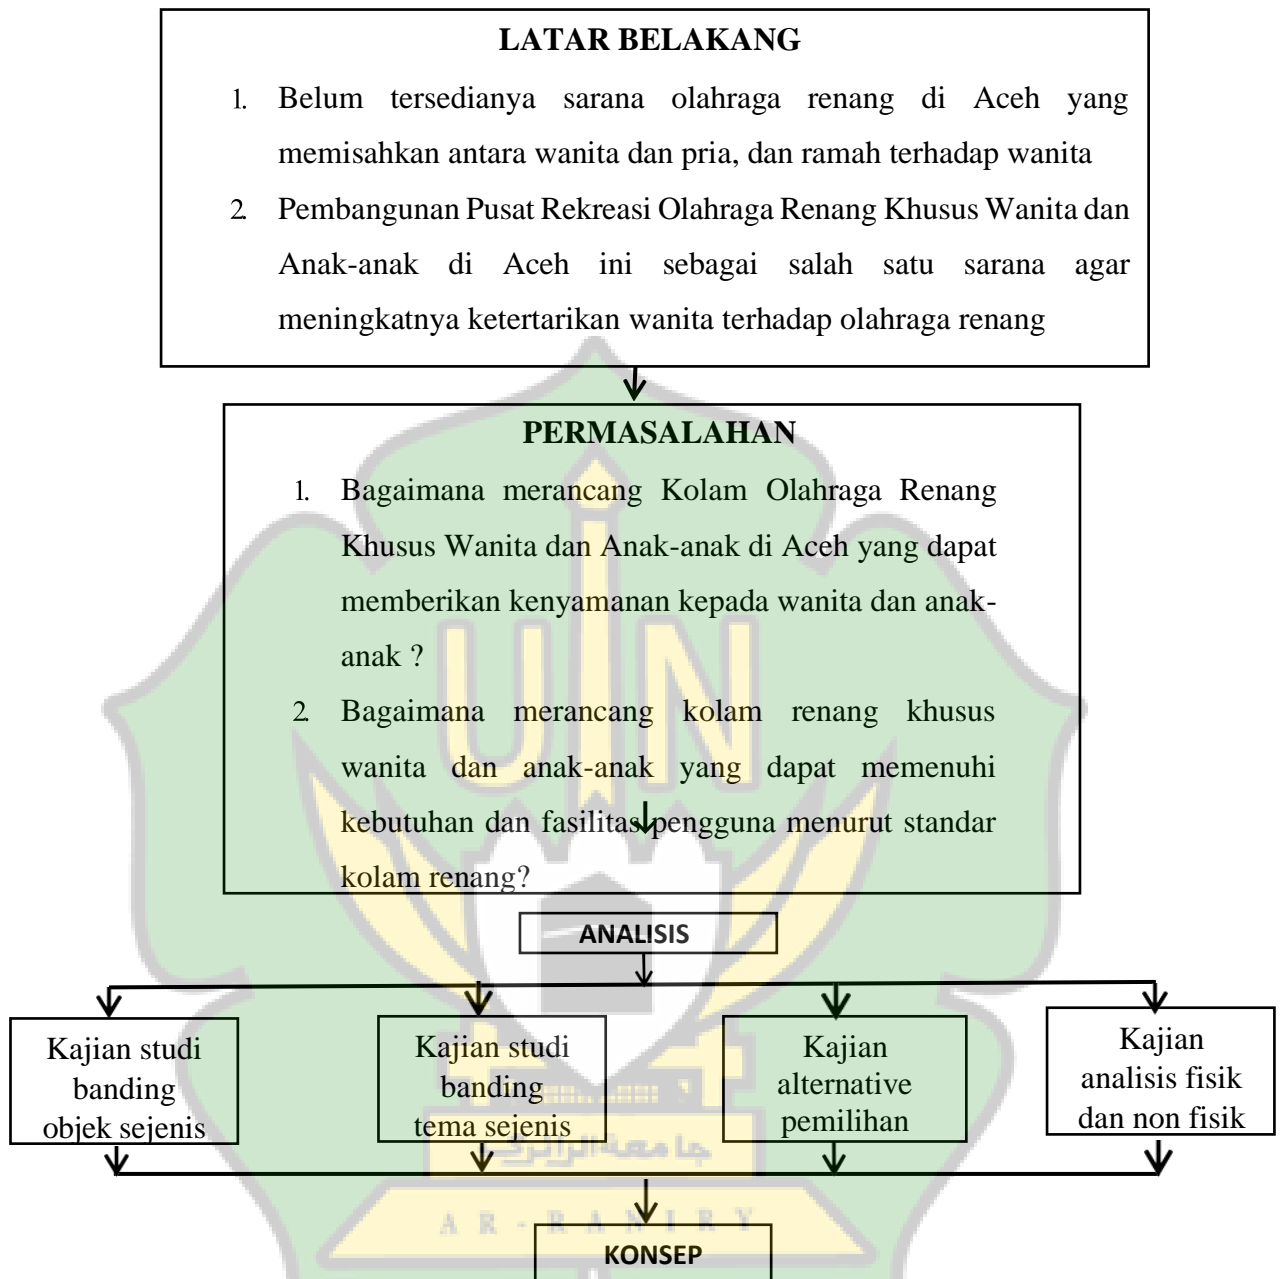 LATAR BELAKANG
1. Belum tersedianya sarana olahraga renang di Aceh yang
memisahkan antara wanita dan pria, dan ramah terhadap wanita
2. Pembangunan Pusat Rekreasi Olahraga Renang Khusus Wanita dan
Anak-anak di Aceh ini sebagai salah satu sarana agar
meningkatnya ketertarikan wanita terhadap olahraga renang
PERMASALAHAN
1. Bagaimana merancang Kolam Olahraga Renang
Khusus Wanita dan Anak-anak di Aceh yang dapat
memberikan kenyamanan kepada wanita dan anak-
anak ?
2. Bagaimana merancang kolam renang khusus
wanita dan anak-anak yang dapat memenuhi
kebutuhan dan fasilitas pengguna menurut standar
kolam renang?
UIN
ANALISIS
Kajian studi
banding
objek sejenis
Kajian studi
banding
tema sejenis
Kajian
alternative
pemilihan
Kajian
analisis fisik
dan non fisik
جامعة الرانري
AR-RANIRY
KONSEP